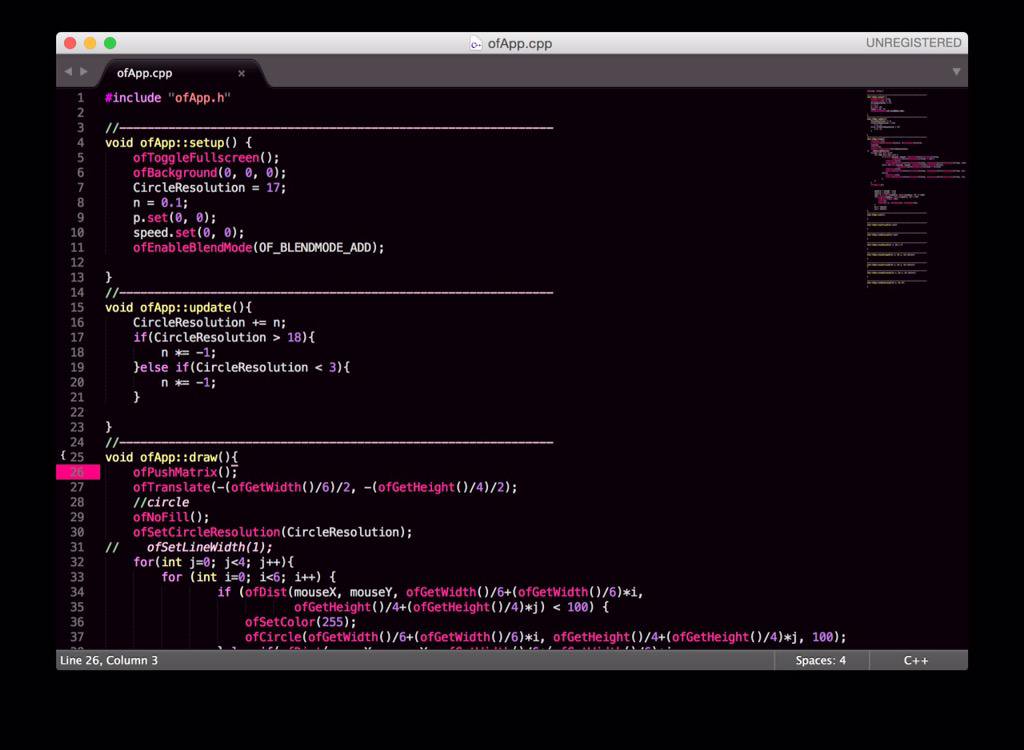 ofApp.cpp
UNREGISTERED
ofApp.cpp
1 #include "ofApp.h"
2
3 //--------------------------------------------------------------
4 void ofApp::setup() {
5 ofToggleFullscreen();
6 ofBackground(0, 0, 0);
7 CircleResolution = 17;
8 n = 0.1;
9 p.set(0, 0);
10 speed.set(0, 0);
11 ofEnableBlendMode(OF_BLENDMODE_ADD);
12
13 }
14 //--------------------------------------------------------------
15 void ofApp::update(){
16 CircleResolution += n;
17 if(CircleResolution > 18){
18 n *= -1;
19 }else if(CircleResolution < 3){
20 n *= -1;
21 }
22
23 }
24 //--------------------------------------------------------------
{ 25 void ofApp::draw(){
26 ofPushMatrix();
27 ofTranslate(-(ofGetWidth()/6)/2, -(ofGetHeight()/4)/2);
28 //circle
29 ofNoFill();
30 ofSetCircleResolution(CircleResolution);
31 // ofSetLineWidth(1);
32 for(int j=0; j<4; j++){
33 for (int i=0; i<6; i++) {
34 if (ofDist(mouseX, mouseY, ofGetWidth()/6+(ofGetWidth()/6)*i,
35 ofGetHeight()/4+(ofGetHeight()/4)*j) < 100) {
36 ofSetColor(255);
37 ofCircle(ofGetWidth()/6+(ofGetWidth()/6)*i, ofGetHeight()/4+(ofGetHeight()/4)*j, 100);
Line 26, Column 3
Spaces: 4
C++